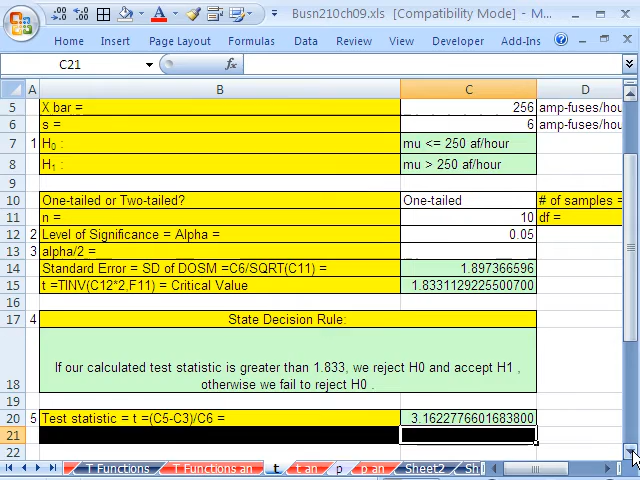 Busn210ch09.xls [Compatibility Mode] - M...
Home Insert Page Layout Formulas Data Review Developer Add-Ins
C21 fx
A B C D
5 X bar = 256 amp-fuses/hou
6 s = 6 amp-fuses/hou
7 1 H0 : mu <= 250 af/hour
8 H1 : mu > 250 af/hour
9
10 One-tailed or Two-tailed? One-tailed # of samples =
11 n = 10 df =
12 2 Level of Significance = Alpha = 0.05
13 3 alpha/2 =
14 Standard Error = SD of DOSM =C6/SQRT(C11) = 1.897366596
15 t =TINV(C12*2,F11) = Critical Value 1.8331129225500700
16
17 4 State Decision Rule:
If our calculated test statistic is greater than 1.833, we reject H0 and accept H1 ,
18 otherwise we fail to reject H0 .
19
20 5 Test statistic = t =(C5-C3)/C6 = 3.1622776601683800
21
22
T Functions T Functions an t t an p p an Sheet2 Sh